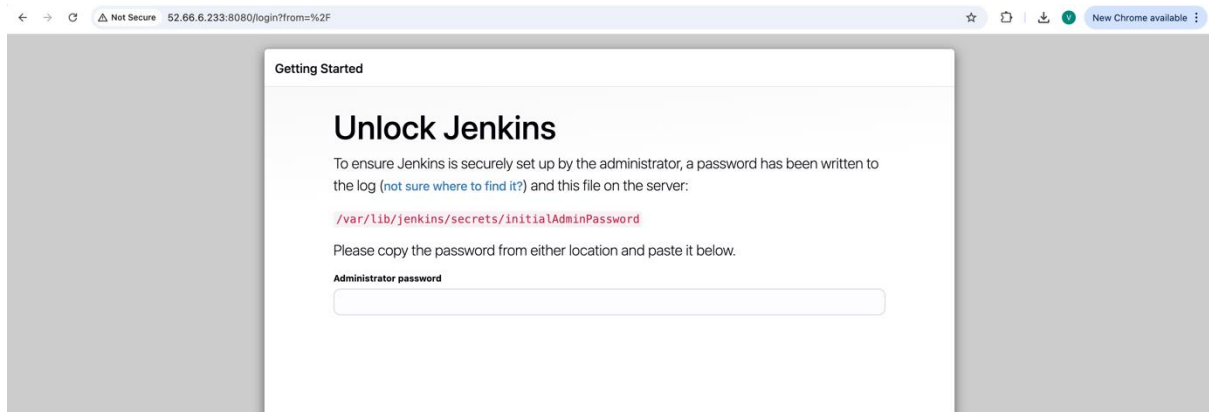 Not Secure 52.66.6.233:8080/login?from=%2F V New Chrome available
Getting Started
Unlock Jenkins
To ensure Jenkins is securely set up by the administrator, a password has been written to
the log (not sure where to find it?) and this file on the server:
/var/lib/jenkins/secrets/initialAdminPassword
Please copy the password from either location and paste it below.
Administrator password